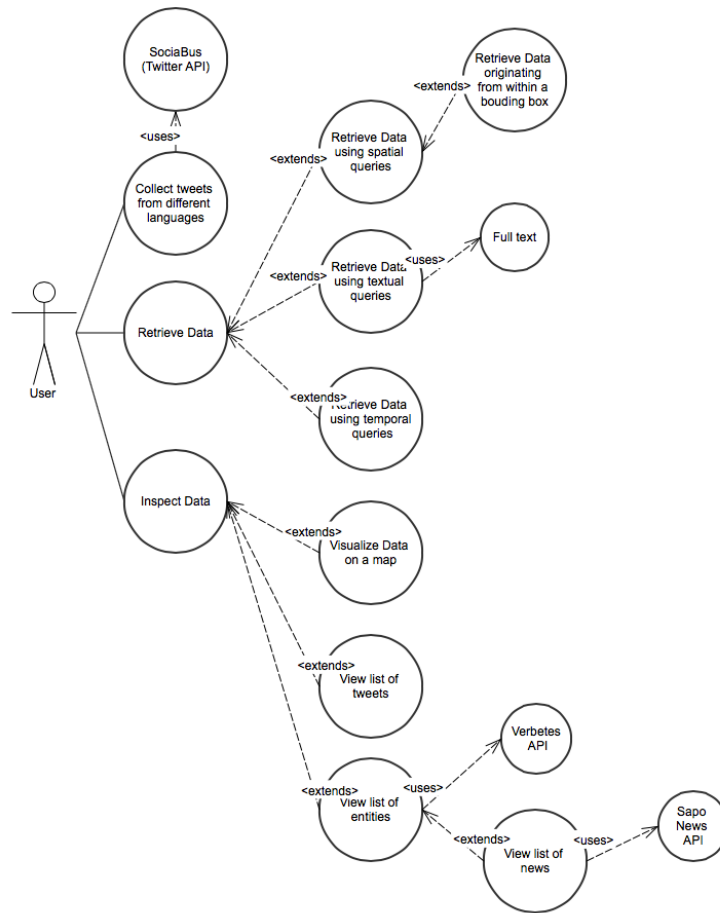 SociaBus
(Twitter API)
Retrieve Data
originating
from within a
bouding box
<extends>
<uses>
Retrieve Data
using spatial
queries
<extends>
Collect tweets
from different
languages
Full text
<uses>
Retrieve Data
using textual
queries
<extends>
Retrieve Data
User
<extends>
Retrieve Data
using temporal
queries
Inspect Data
<extends>
Visualize Data
on a map
<extends>
View list of
tweets
Verbetes
API
<uses>
<extends>
View list of
entities
Sapo
News
API
<extends>
<uses>
View list of
news